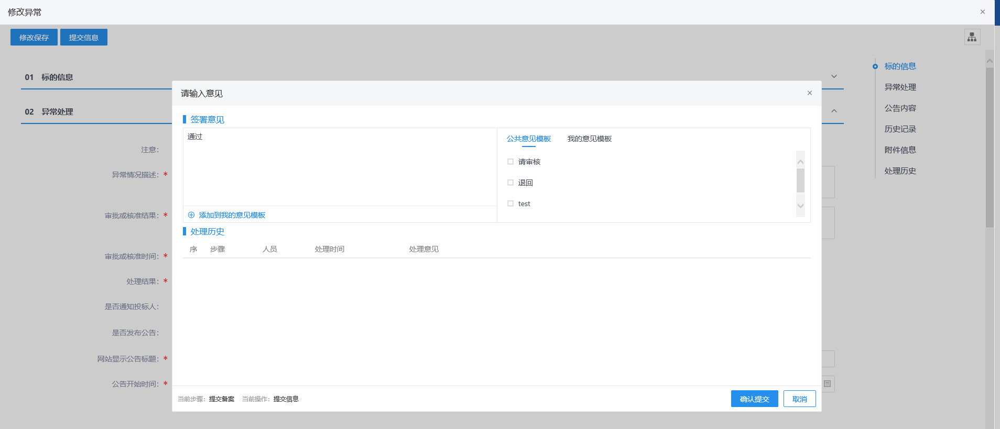 修改异常
修改保存 提交信息
01 标的信息
02 异常处理
注意：
异常情况描述：*
审批或核准结果：*
审批或核准时间：*
处理结果：*
是否通知投标人：
是否发布公告：
网站显示公告标题：*
公告开始时间：*
请输入意见
签署意见
通过
添加到我的意见模板
公共意见模板 我的意见模板
请审核
退回
test
处理历史
序 步骤 人员 处理时间 处理意见
当前步骤：提交备案 当前操作：提交信息
确认提交 取消
标的信息
异常处理
公告内容
历史记录
附件信息
处理历史